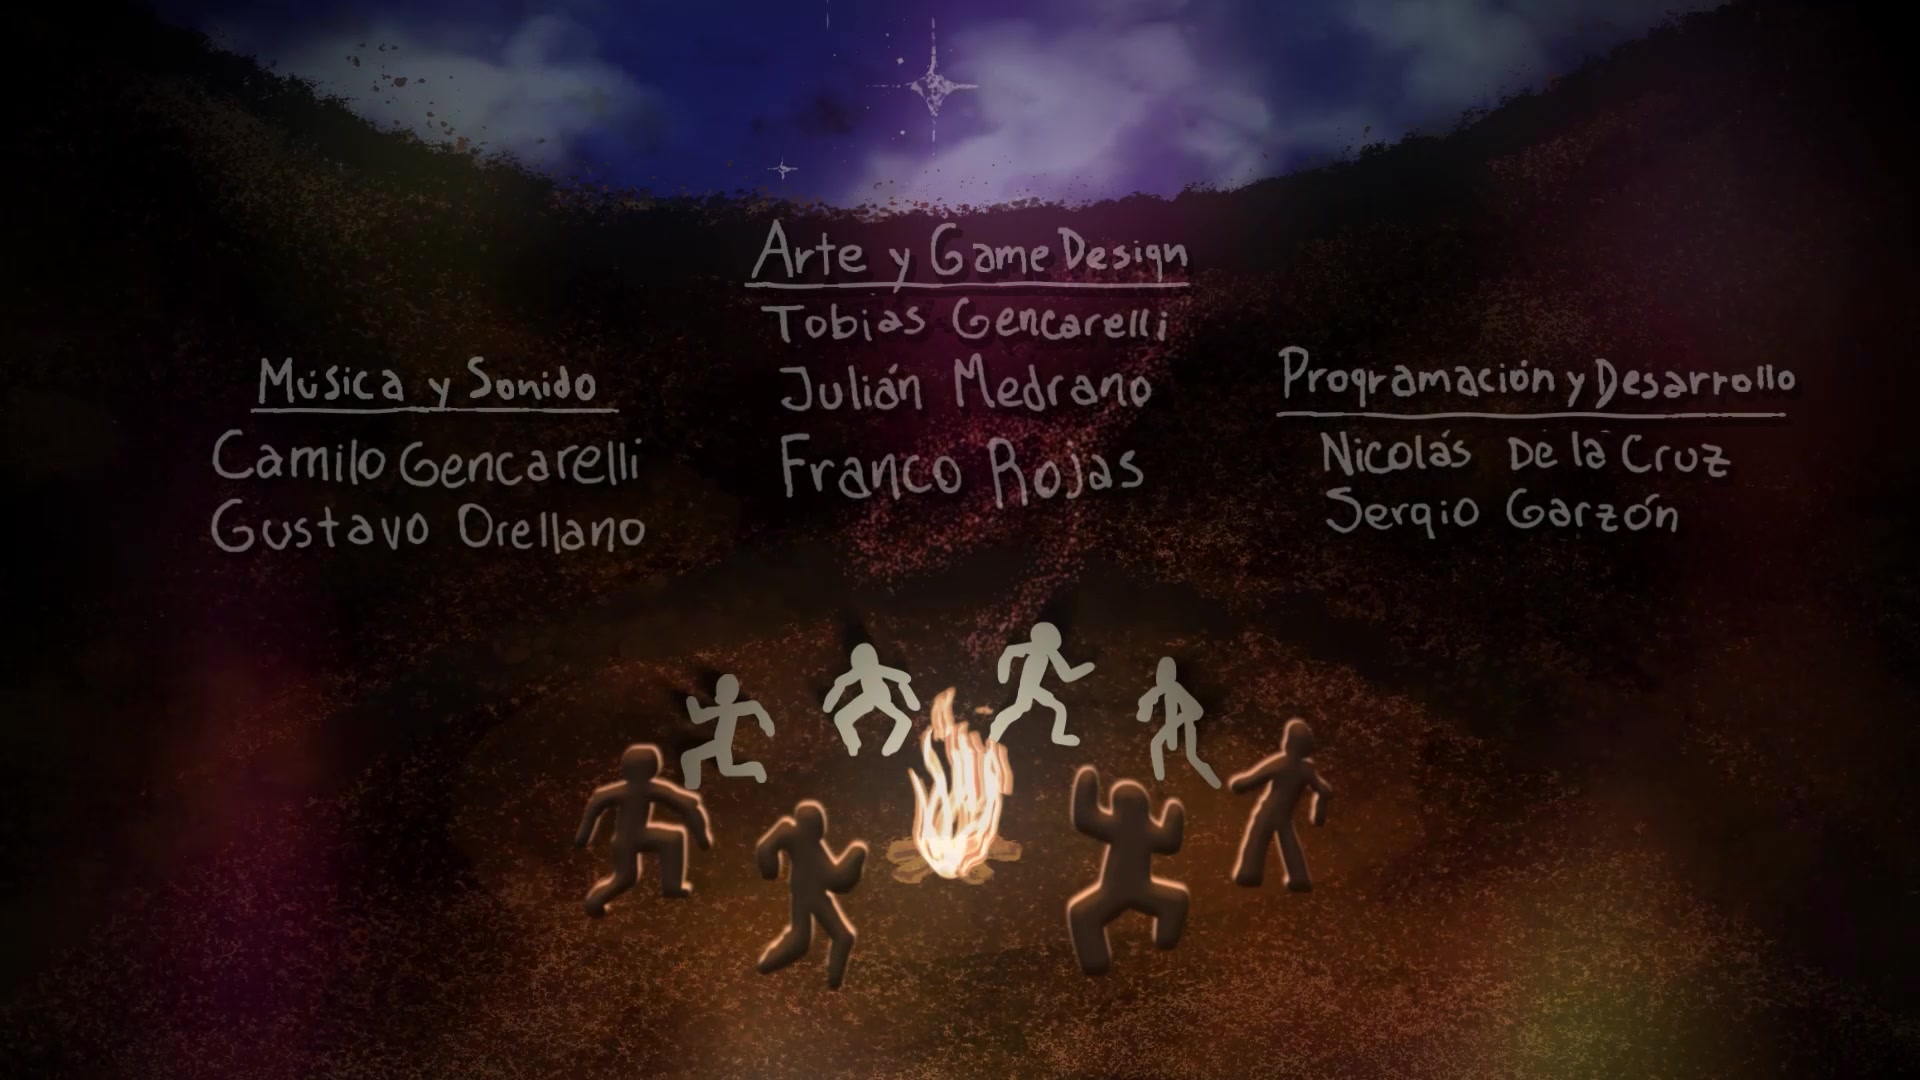 Música y Sonido
Camilo Gencarelli
Gustavo Orellano
Arte y Game Design
Tobias Gencarelli
Julián Medrano
Franco Rojas
Programación y Desarrollo
Nicolás De la Cruz
Sergio Garzón